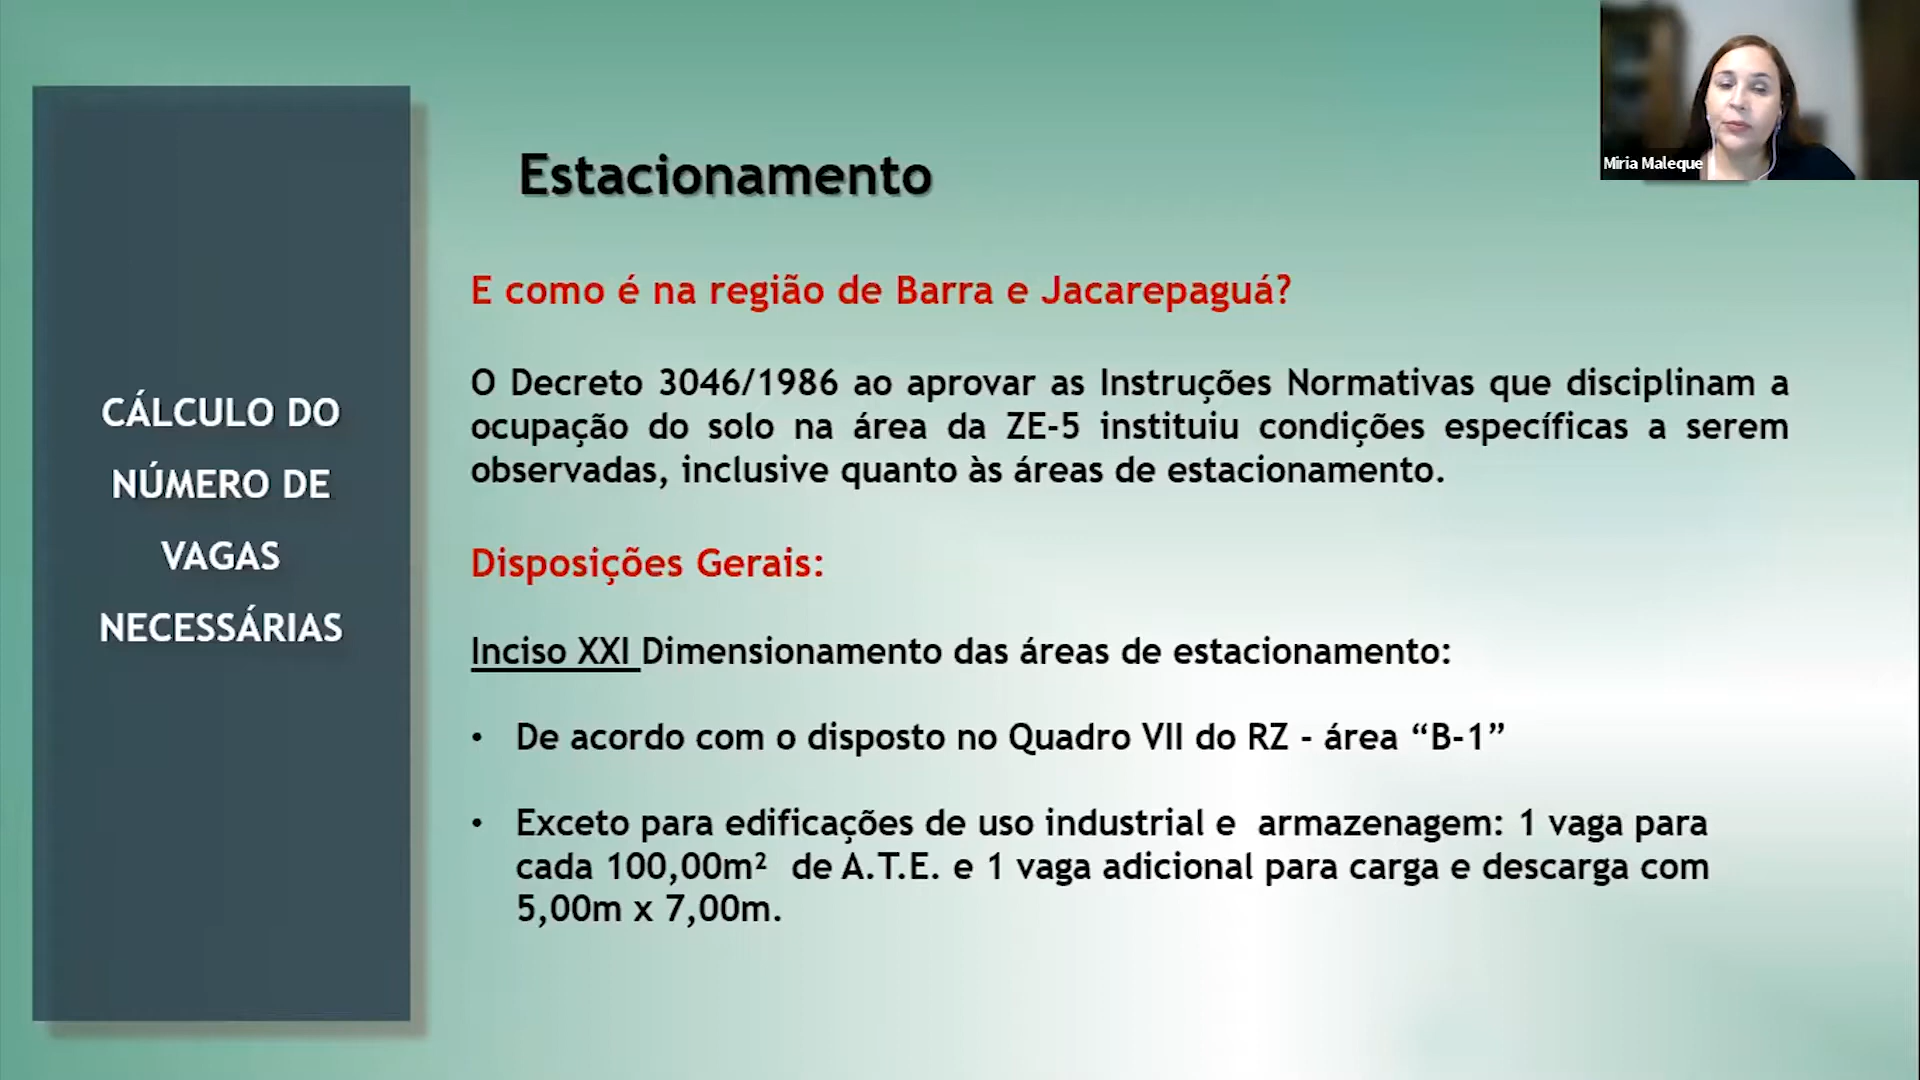 Miria Maleque
CÁLCULO DO
NÚMERO DE
VAGAS
NECESSÁRIAS
Estacionamento
E como é na região de Barra e Jacarepaguá?
O Decreto 3046/1986 ao aprovar as Instruções Normativas que disciplinam a
ocupação do solo na área da ZE-5 instituiu condições específicas a serem
observadas, inclusive quanto às áreas de estacionamento.
Disposições Gerais:
Inciso XXI Dimensionamento das áreas de estacionamento:
• De acordo com o disposto no Quadro VII do RZ - área “B-1”
• Exceto para edificações de uso industrial e armazenagem: 1 vaga para
cada 100,00m² de A.T.E. e 1 vaga adicional para carga e descarga com
5,00m x 7,00m.